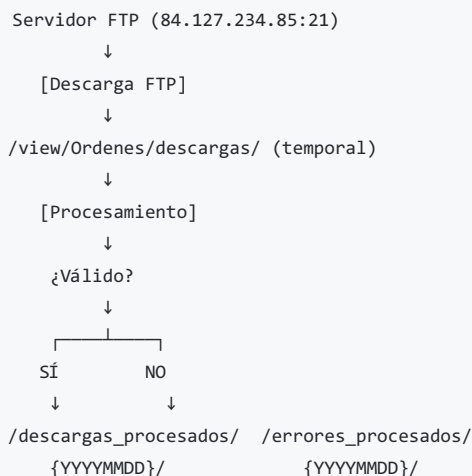 Servidor FTP (84.127.234.85:21)
↓
[Descarga FTP]
↓
/view/Ordenes/descargas/ (temporal)
↓
[Procesamiento]
↓
¿Válido?
↓
┌────┴────┐
SÍ NO
↓ ↓
/descargas_procesados/ /errores_procesados/
{YYYYMMDD}/ {YYYYMMDD}/